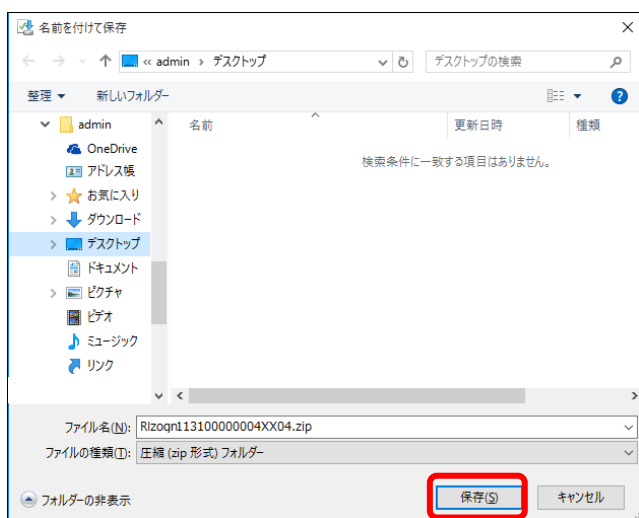 名前を付けて保存
« admin > デスクトップ
デスクトップの検索
整理 ▼ 新しいフォルダー
admin
OneDrive
アドレス帳
お気に入り
ダウンロード
デスクトップ
ドキュメント
ピクチャ
ビデオ
ミュージック
リンク
名前 更新日時 種類
検索条件に一致する項目はありません。
ファイル名(N): Rlzoqn113100000004XX04.zip
ファイルの種類(T): 圧縮 (zip 形式) フォルダー
フォルダーの非表示
保存(S)
キャンセル